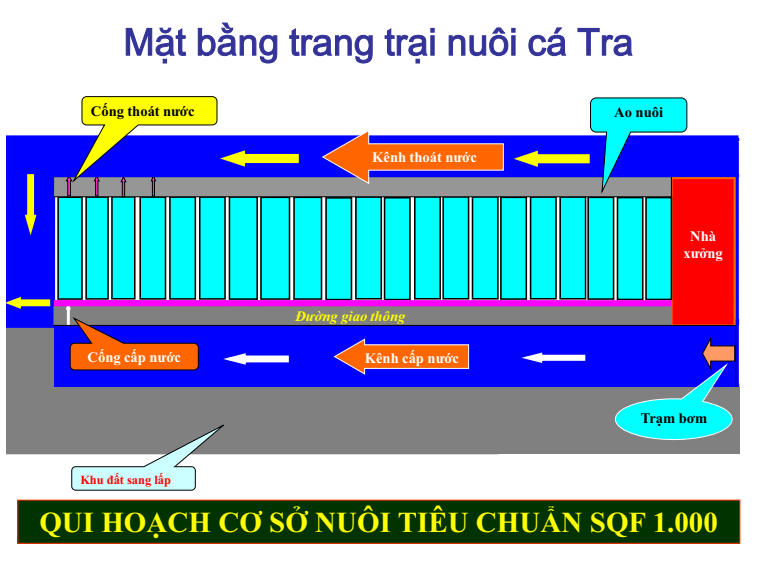 Mặt bằng trang trại nuôi cá Tra
Cống thoát nước
Ao nuôi
Kênh thoát nước
Nhà
xưởng
Đường giao thông
Cống cấp nước
Kênh cấp nước
Trạm bơm
Khu đất sang lấp
QUI HOẠCH CƠ SỞ NUÔI TIÊU CHUẨN SQF 1.000